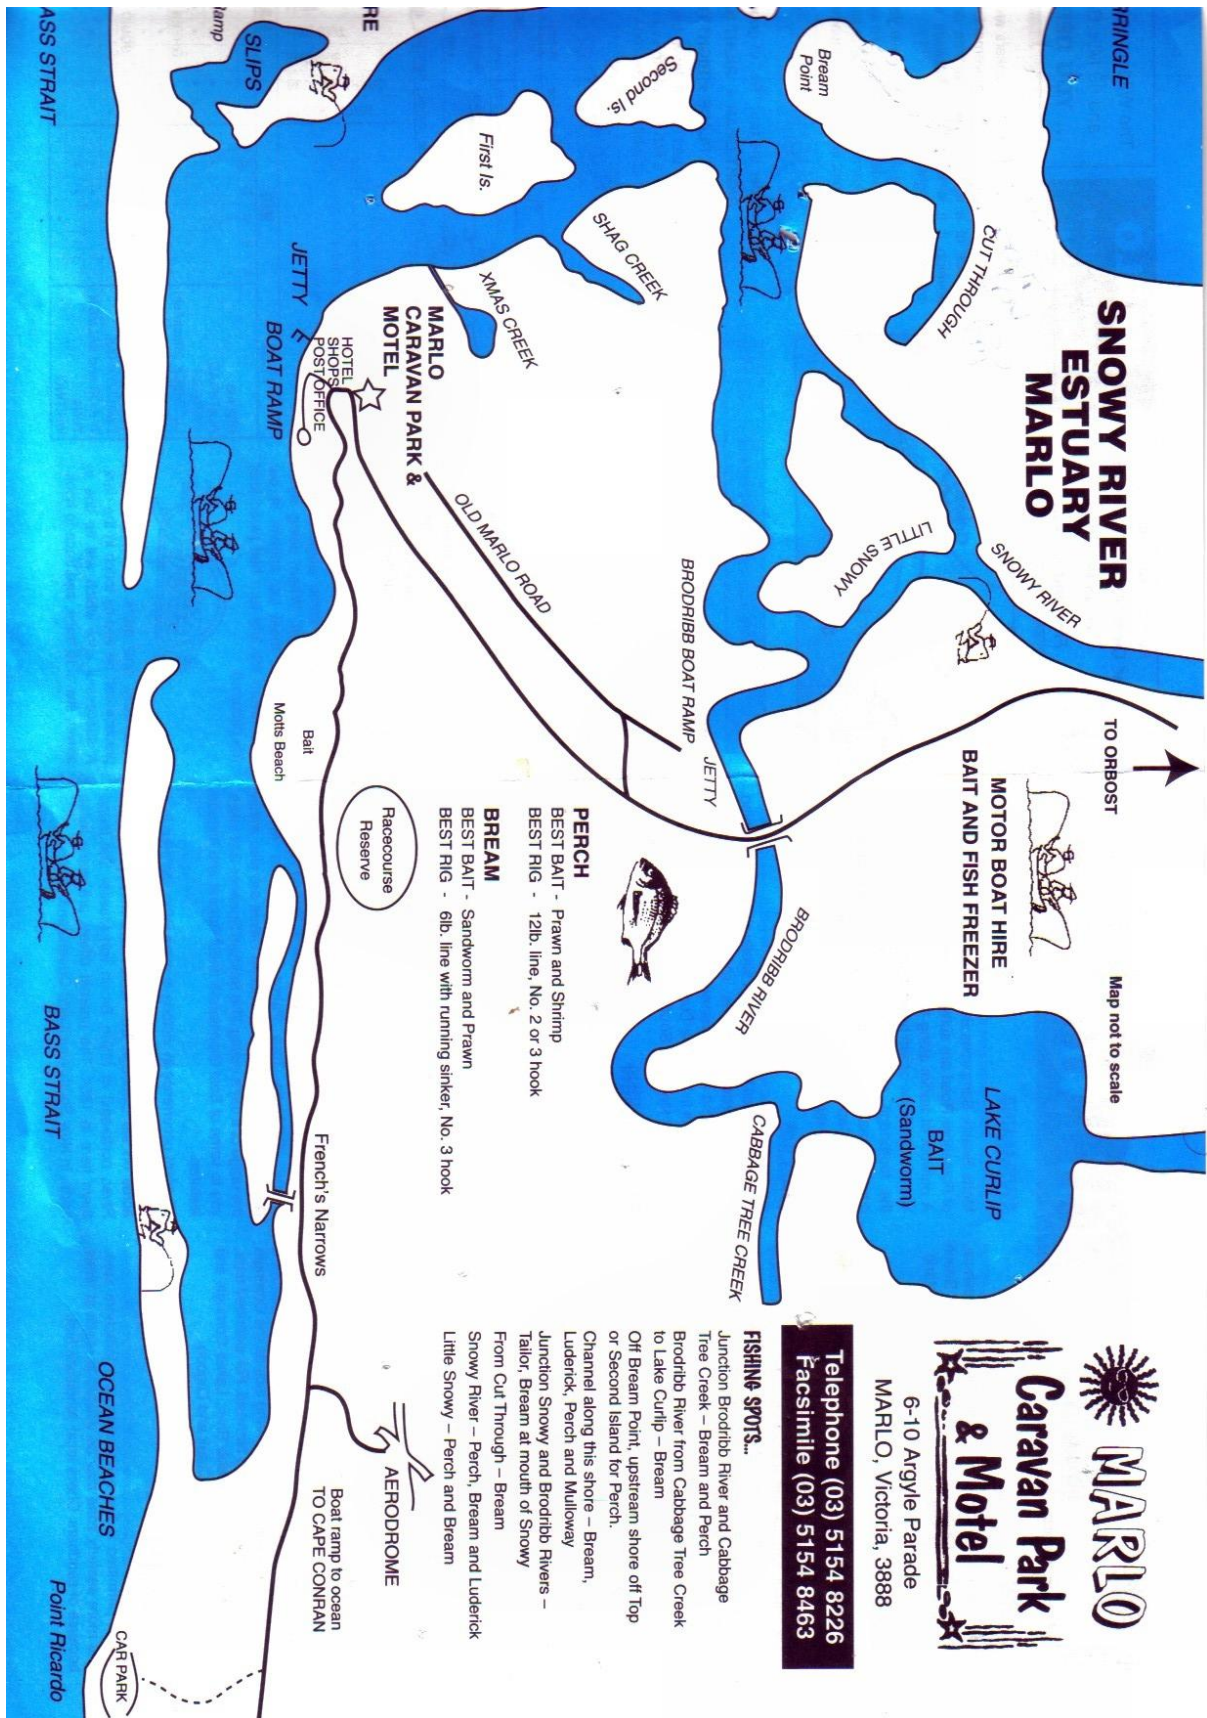 SNOWY RIVER
ESTUARY
MARLO
RRINGLE
Bream
Point
CUT THROUGH
Second Is.
First Is.
SHAG CREEK
XMAS CREEK
RE
SLIPS
amp
ASS STRAIT
JETTY
BOAT RAMP
HOTEL
SHOPS
POST OFFICE
MARLO
CARAVAN PARK &
MOTEL
OLD MARLO ROAD
LITTLE SNOWY
SNOWY RIVER
BRODRIBB BOAT RAMP
JETTY
TO ORBOST
MOTOR BOAT HIRE
BAIT AND FISH FREEZER
Map not to scale
LAKE CURLIP
BAIT
(Sandworm)
BRODRIBB RIVER
CABBAGE TREE CREEK
PERCH
BEST BAIT - Prawn and Shrimp
BEST RIG - 12lb. line, No. 2 or 3 hook
BREAM
BEST BAIT - Sandworm and Prawn
BEST RIG - 6lb. line with running sinker, No. 3 hook
Racecourse
Reserve
Bait
Motts Beach
French's Narrows
BASS STRAIT
MARLO
Caravan Park
& Motel
6-10 Argyle Parade
MARLO, Victoria, 3888
Telephone (03) 5154 8226
Facsimile (03) 5154 8463
FISHING SPOTS...
Junction Brodribb River and Cabbage
Tree Creek – Bream and Perch
Brodribb River from Cabbage Tree Creek
to Lake Curlip – Bream
Off Bream Point, upstream shore off Top
or Second Island for Perch.
Channel along this shore – Bream,
Luderick, Perch and Mulloway
Junction Snowy and Brodribb Rivers –
Tailor, Bream at mouth of Snowy
From Cut Through – Bream
Snowy River – Perch, Bream and Luderick
Little Snowy – Perch and Bream
AERODROME
Boat ramp to ocean
TO CAPE CONRAN
OCEAN BEACHES
CAR PARK
Point Ricardo